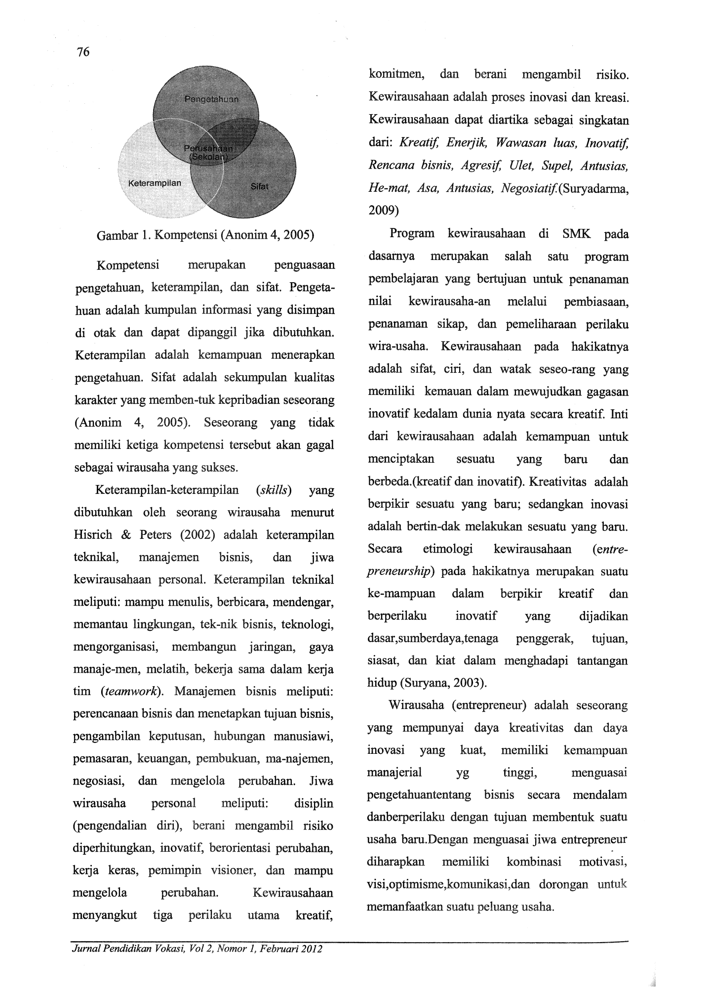 76
Pengetahuan
Perusahaan
(Sekolah)
Keterampilan
Sifat
Gambar 1. Kompetensi (Anonim 4, 2005)
Kompetensi merupakan penguasaan
pengetahuan, keterampilan, dan sifat. Pengeta-
huan adalah kumpulan informasi yang disimpan
di otak dan dapat dipanggil jika dibutuhkan.
Keterampilan adalah kemampuan menerapkan
pengetahuan. Sifat adalah sekumpulan kualitas
karakter yang memben-tuk kepribadian seseorang
(Anonim 4, 2005). Seseorang yang tidak
memiliki ketiga kompetensi tersebut akan gagal
sebagai wirausaha yang sukses.
Keterampilan-keterampilan (skills) yang
dibutuhkan oleh seorang wirausaha menurut
Hisrich & Peters (2002) adalah keterampilan
teknikal, manajemen bisnis, dan jiwa
kewirausahaan personal. Keterampilan teknikal
meliputi: mampu menulis, berbicara, mendengar,
memantau lingkungan, tek-nik bisnis, teknologi,
mengorganisasi, membangun jaringan, gaya
manaje-men, melatih, bekerja sama dalam kerja
tim (teamwork). Manajemen bisnis meliputi:
perencanaan bisnis dan menetapkan tujuan bisnis,
pengambilan keputusan, hubungan manusiawi,
pemasaran, keuangan, pembukuan, ma-najemen,
negosiasi, dan mengelola perubahan. Jiwa
wirausaha personal meliputi: disiplin
(pengendalian diri), berani mengambil risiko
diperhitungkan, inovatif, berorientasi perubahan,
kerja keras, pemimpin visioner, dan mampu
mengelola perubahan. Kewirausahaan
menyangkut tiga perilaku utama kreatif,
komitmen, dan berani mengambil risiko.
Kewirausahaan adalah proses inovasi dan kreasi.
Kewirausahaan dapat diartika sebagai singkatan
dari: Kreatif, Enerjik, Wawasan luas, Inovatif,
Rencana bisnis, Agresif, Ulet, Supel, Antusias,
He-mat, Asa, Antusias, Negosiatif.(Suryadarma,
2009)
Program kewirausahaan di SMK pada
dasarnya merupakan salah satu program
pembelajaran yang bertujuan untuk penanaman
nilai kewirausaha-an melalui pembiasaan,
penanaman sikap, dan pemeliharaan perilaku
wira-usaha. Kewirausahaan pada hakikatnya
adalah sifat, ciri, dan watak seseo-rang yang
memiliki kemauan dalam mewujudkan gagasan
inovatif kedalam dunia nyata secara kreatif. Inti
dari kewirausahaan adalah kemampuan untuk
menciptakan sesuatu yang baru dan
berbeda.(kreatif dan inovatif). Kreativitas adalah
berpikir sesuatu yang baru; sedangkan inovasi
adalah bertin-dak melakukan sesuatu yang baru.
Secara etimologi kewirausahaan (entre-
preneurship) pada hakikatnya merupakan suatu
ke-mampuan dalam berpikir kreatif dan
berperilaku inovatif yang dijadikan
dasar,sumberdaya,tenaga penggerak, tujuan,
siasat, dan kiat dalam menghadapi tantangan
hidup (Suryana, 2003).
Wirausaha (entrepreneur) adalah seseorang
yang mempunyai daya kreativitas dan daya
inovasi yang kuat, memiliki kemampuan
manajerial yg tinggi, menguasai
pengetahuantentang bisnis secara mendalam
danberperilaku dengan tujuan membentuk suatu
usaha baru.Dengan menguasai jiwa entrepreneur
diharapkan memiliki kombinasi motivasi,
visi,optimisme,komunikasi,dan dorongan untuk
memanfaatkan suatu peluang usaha.
Jurnal Pendidikan Vokasi, Vol 2, Nomor 1, Februari 2012